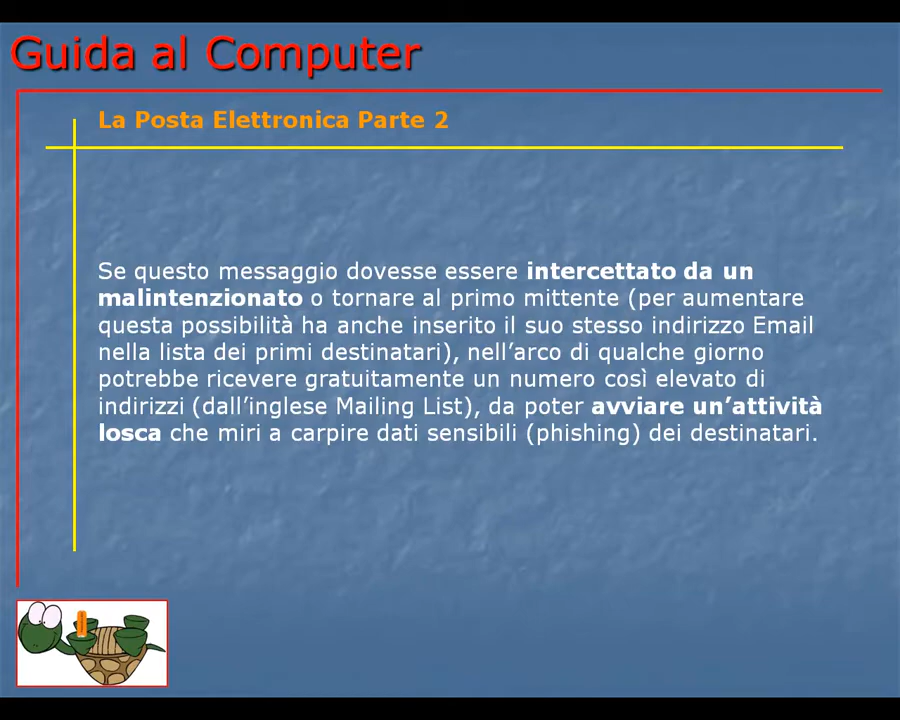 Guida al Computer
La Posta Elettronica Parte 2
Se questo messaggio dovesse essere intercettato da un
malintenzionato o tornare al primo mittente (per aumentare
questa possibilità ha anche inserito il suo stesso indirizzo Email
nella lista dei primi destinatari), nell’arco di qualche giorno
potrebbe ricevere gratuitamente un numero così elevato di
indirizzi (dall’inglese Mailing List), da poter avviare un’attività
losca che miri a carpire dati sensibili (phishing) dei destinatari.